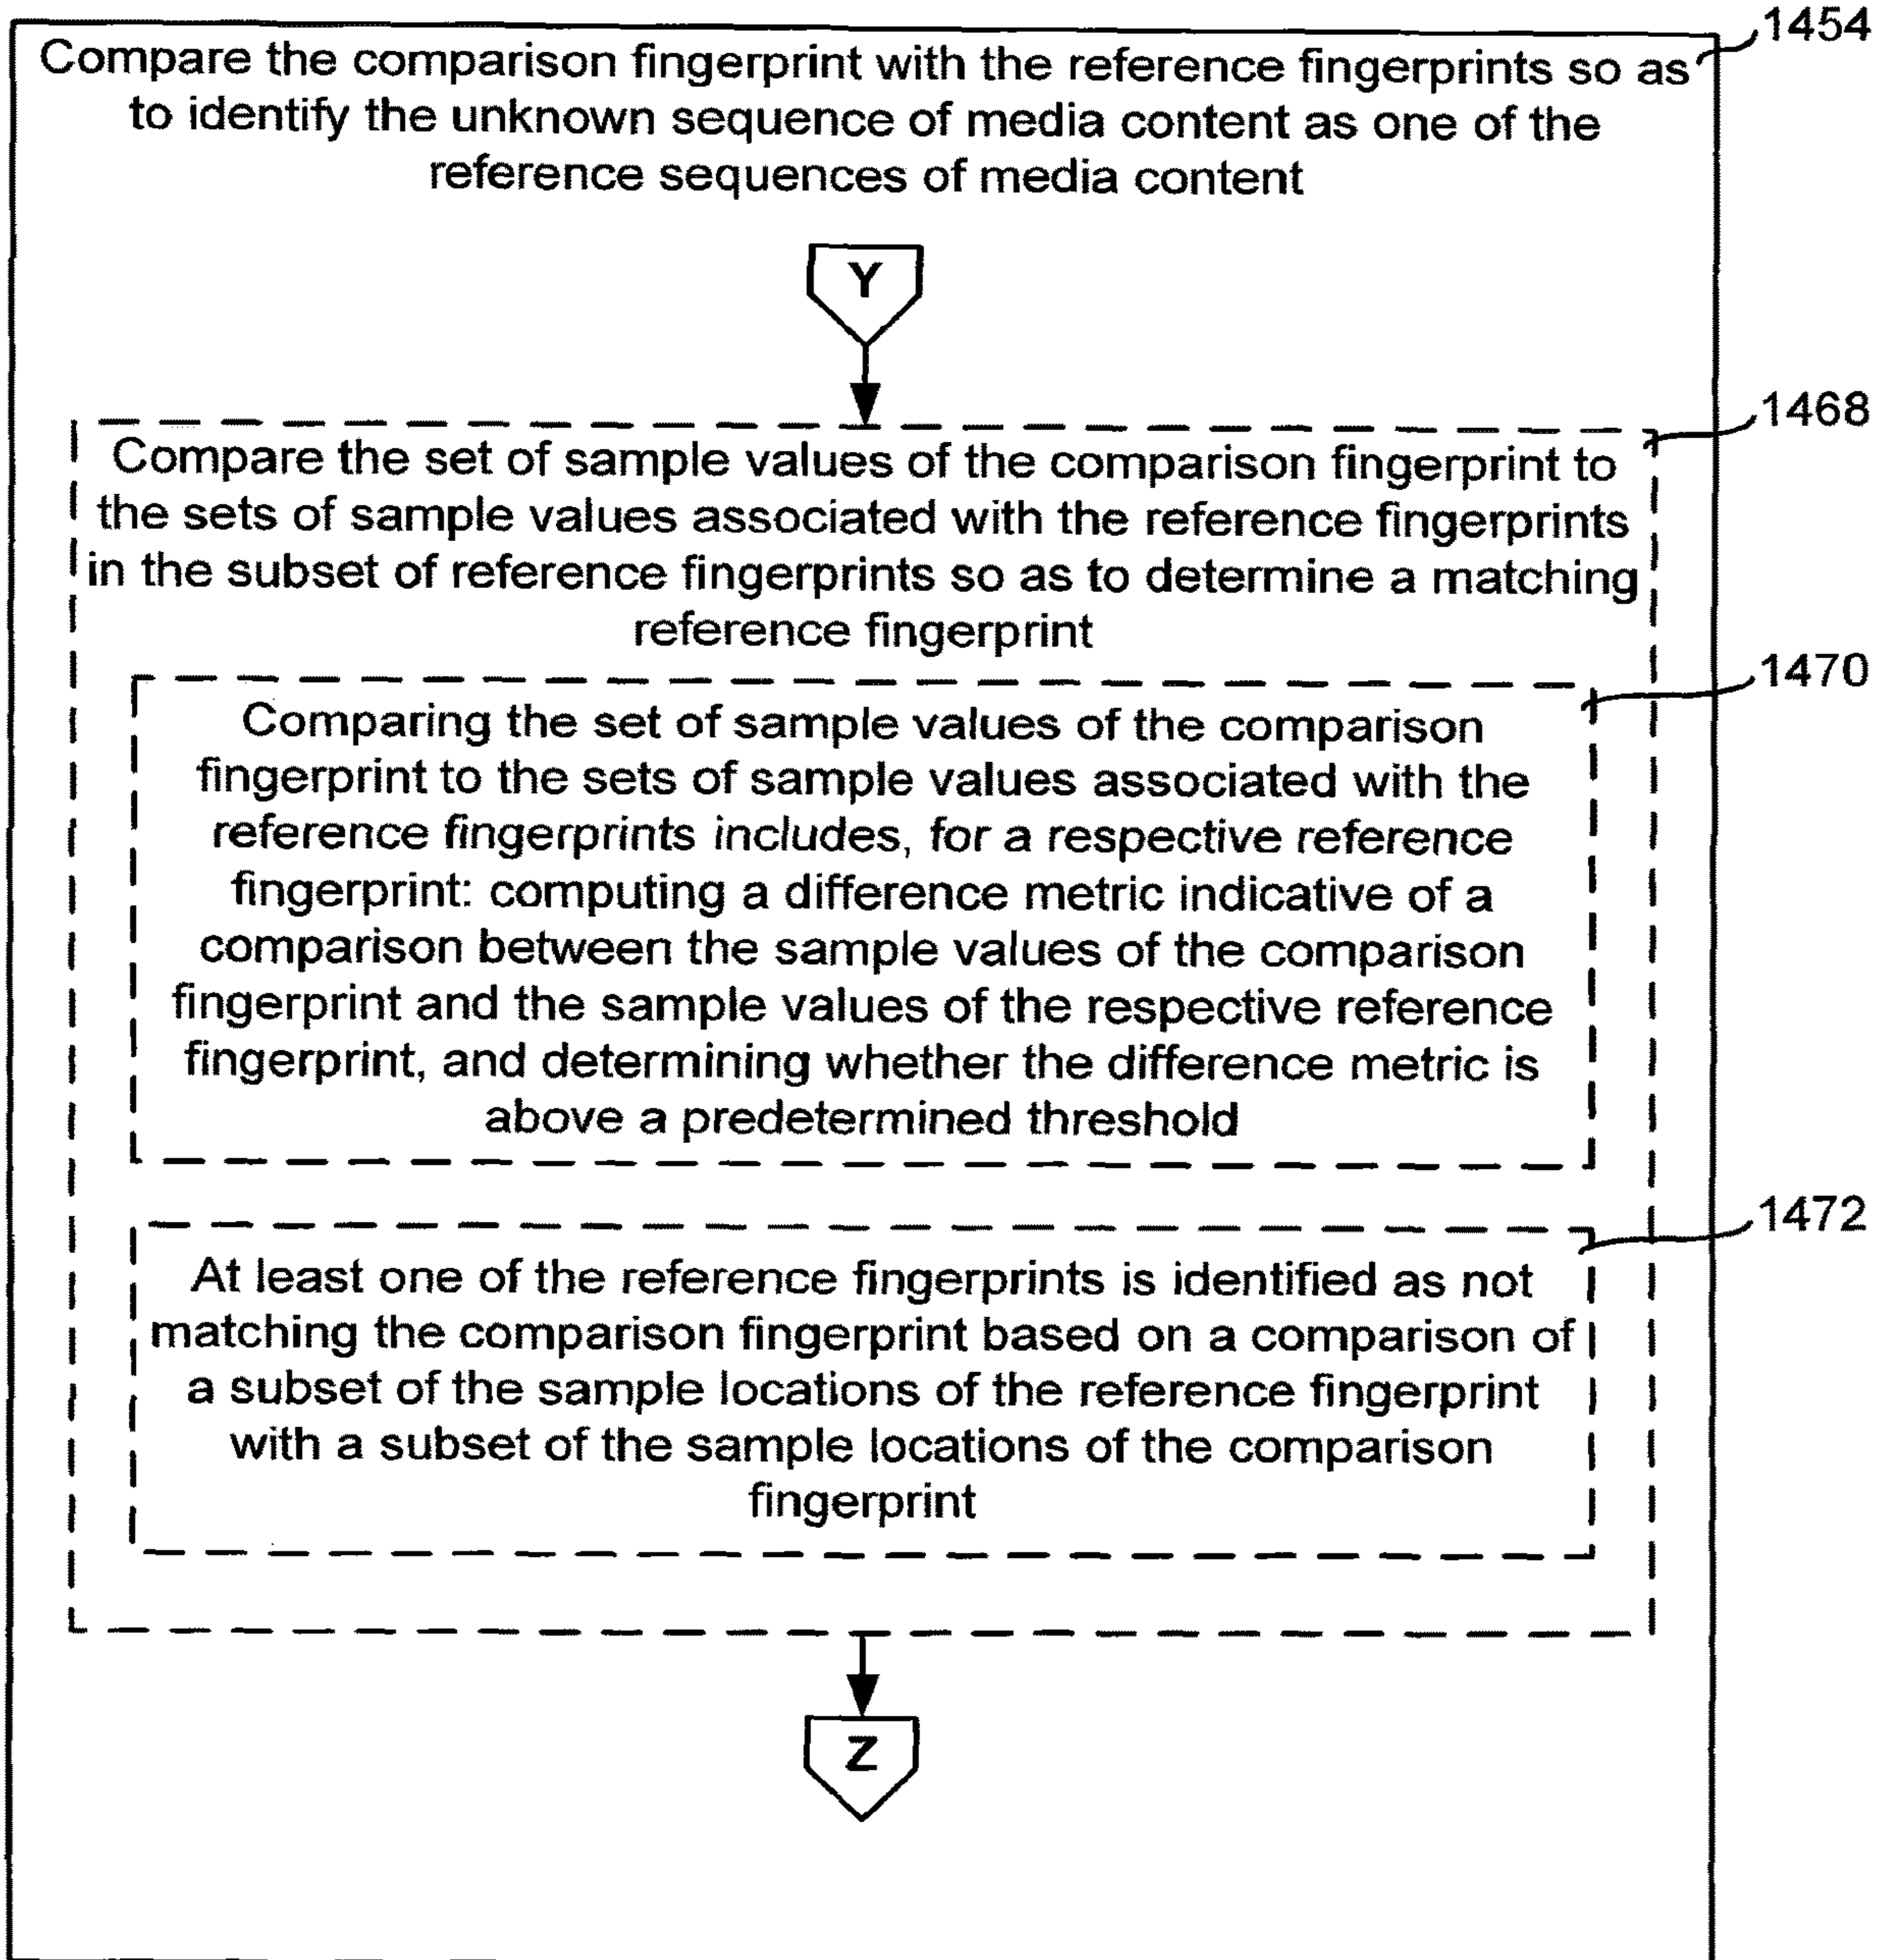 1454
Compare the comparison fingerprint with the reference fingerprints so as
to identify the unknown sequence of media content as one of the
reference sequences of media content
Y
1468
Compare the set of sample values of the comparison fingerprint to
the sets of sample values associated with the reference fingerprints
in the subset of reference fingerprints so as to determine a matching
reference fingerprint
1470
Comparing the set of sample values of the comparison
fingerprint to the sets of sample values associated with the
reference fingerprints includes, for a respective reference
fingerprint: computing a difference metric indicative of a
comparison between the sample values of the comparison
fingerprint and the sample values of the respective reference
fingerprint, and determining whether the difference metric is
above a predetermined threshold
1472
At least one of the reference fingerprints is identified as not
matching the comparison fingerprint based on a comparison of
a subset of the sample locations of the reference fingerprint
with a subset of the sample locations of the comparison
fingerprint
Z